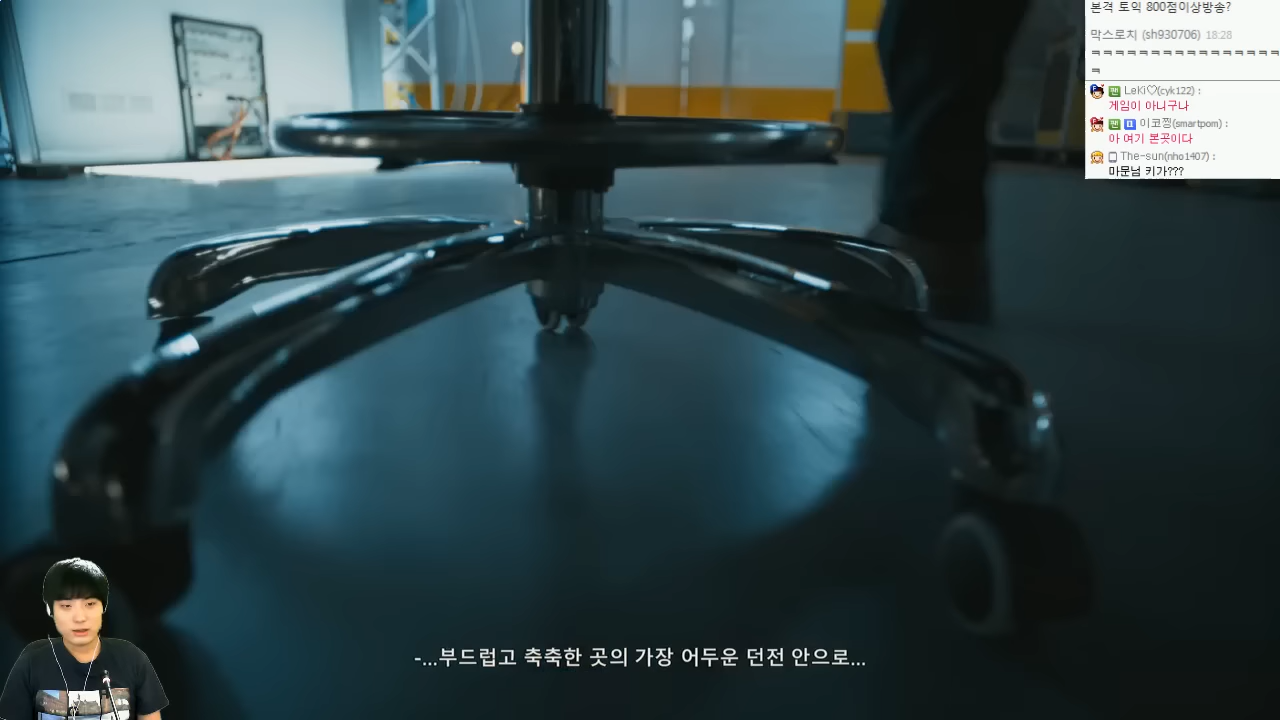 본격 토익 800점이상방송?
막스로치 (sh930706) 18:28
ㅋㅋㅋㅋㅋㅋㅋㅋㅋㅋㅋㅋㅋㅋㅋㅋ
ㅋ
팬 LeKi♡(cyk122) :
게임이 아니구나
팬 이코찡(smartpom) :
아 여기 본곳이다
The-sun(nho1407) :
마문님 키가???
-...부드럽고 축축한 곳의 가장 어두운 던전 안으로...